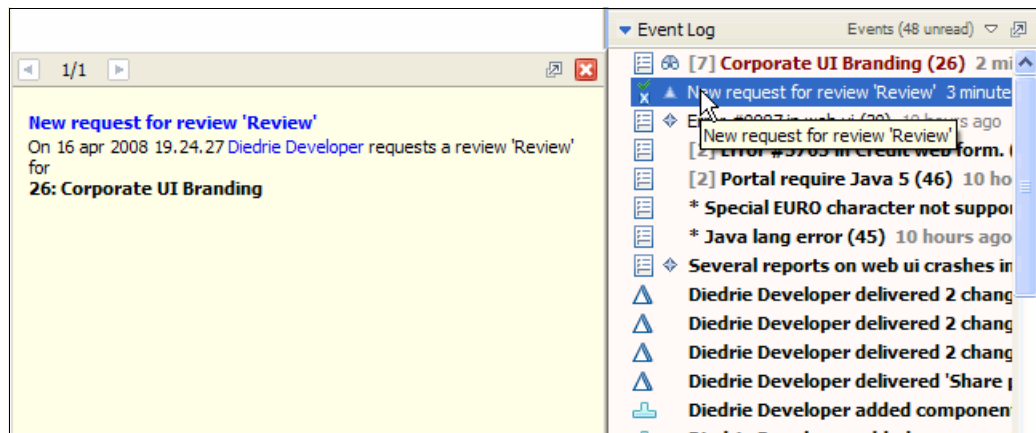 1/1
New request for review 'Review'
On 16 apr 2008 19.24.27 Diedrie Developer requests a review 'Review'
for
26: Corporate UI Branding
Event Log Events (48 unread)
[7] Corporate UI Branding (26) 2 mi
New request for review 'Review' 3 minute
hours ago
New request for review 'Review'
[2] Error in Credit web form. (
[2] Portal require Java 5 (46) 10 ho
* Special EURO character not suppo
* Java lang error (45) 10 hours ago
Several reports on web ui crashes in
Diedrie Developer delivered 2 chang
Diedrie Developer delivered 2 chang
Diedrie Developer delivered 2 chang
Diedrie Developer delivered 'Share
Diedrie Developer added componen